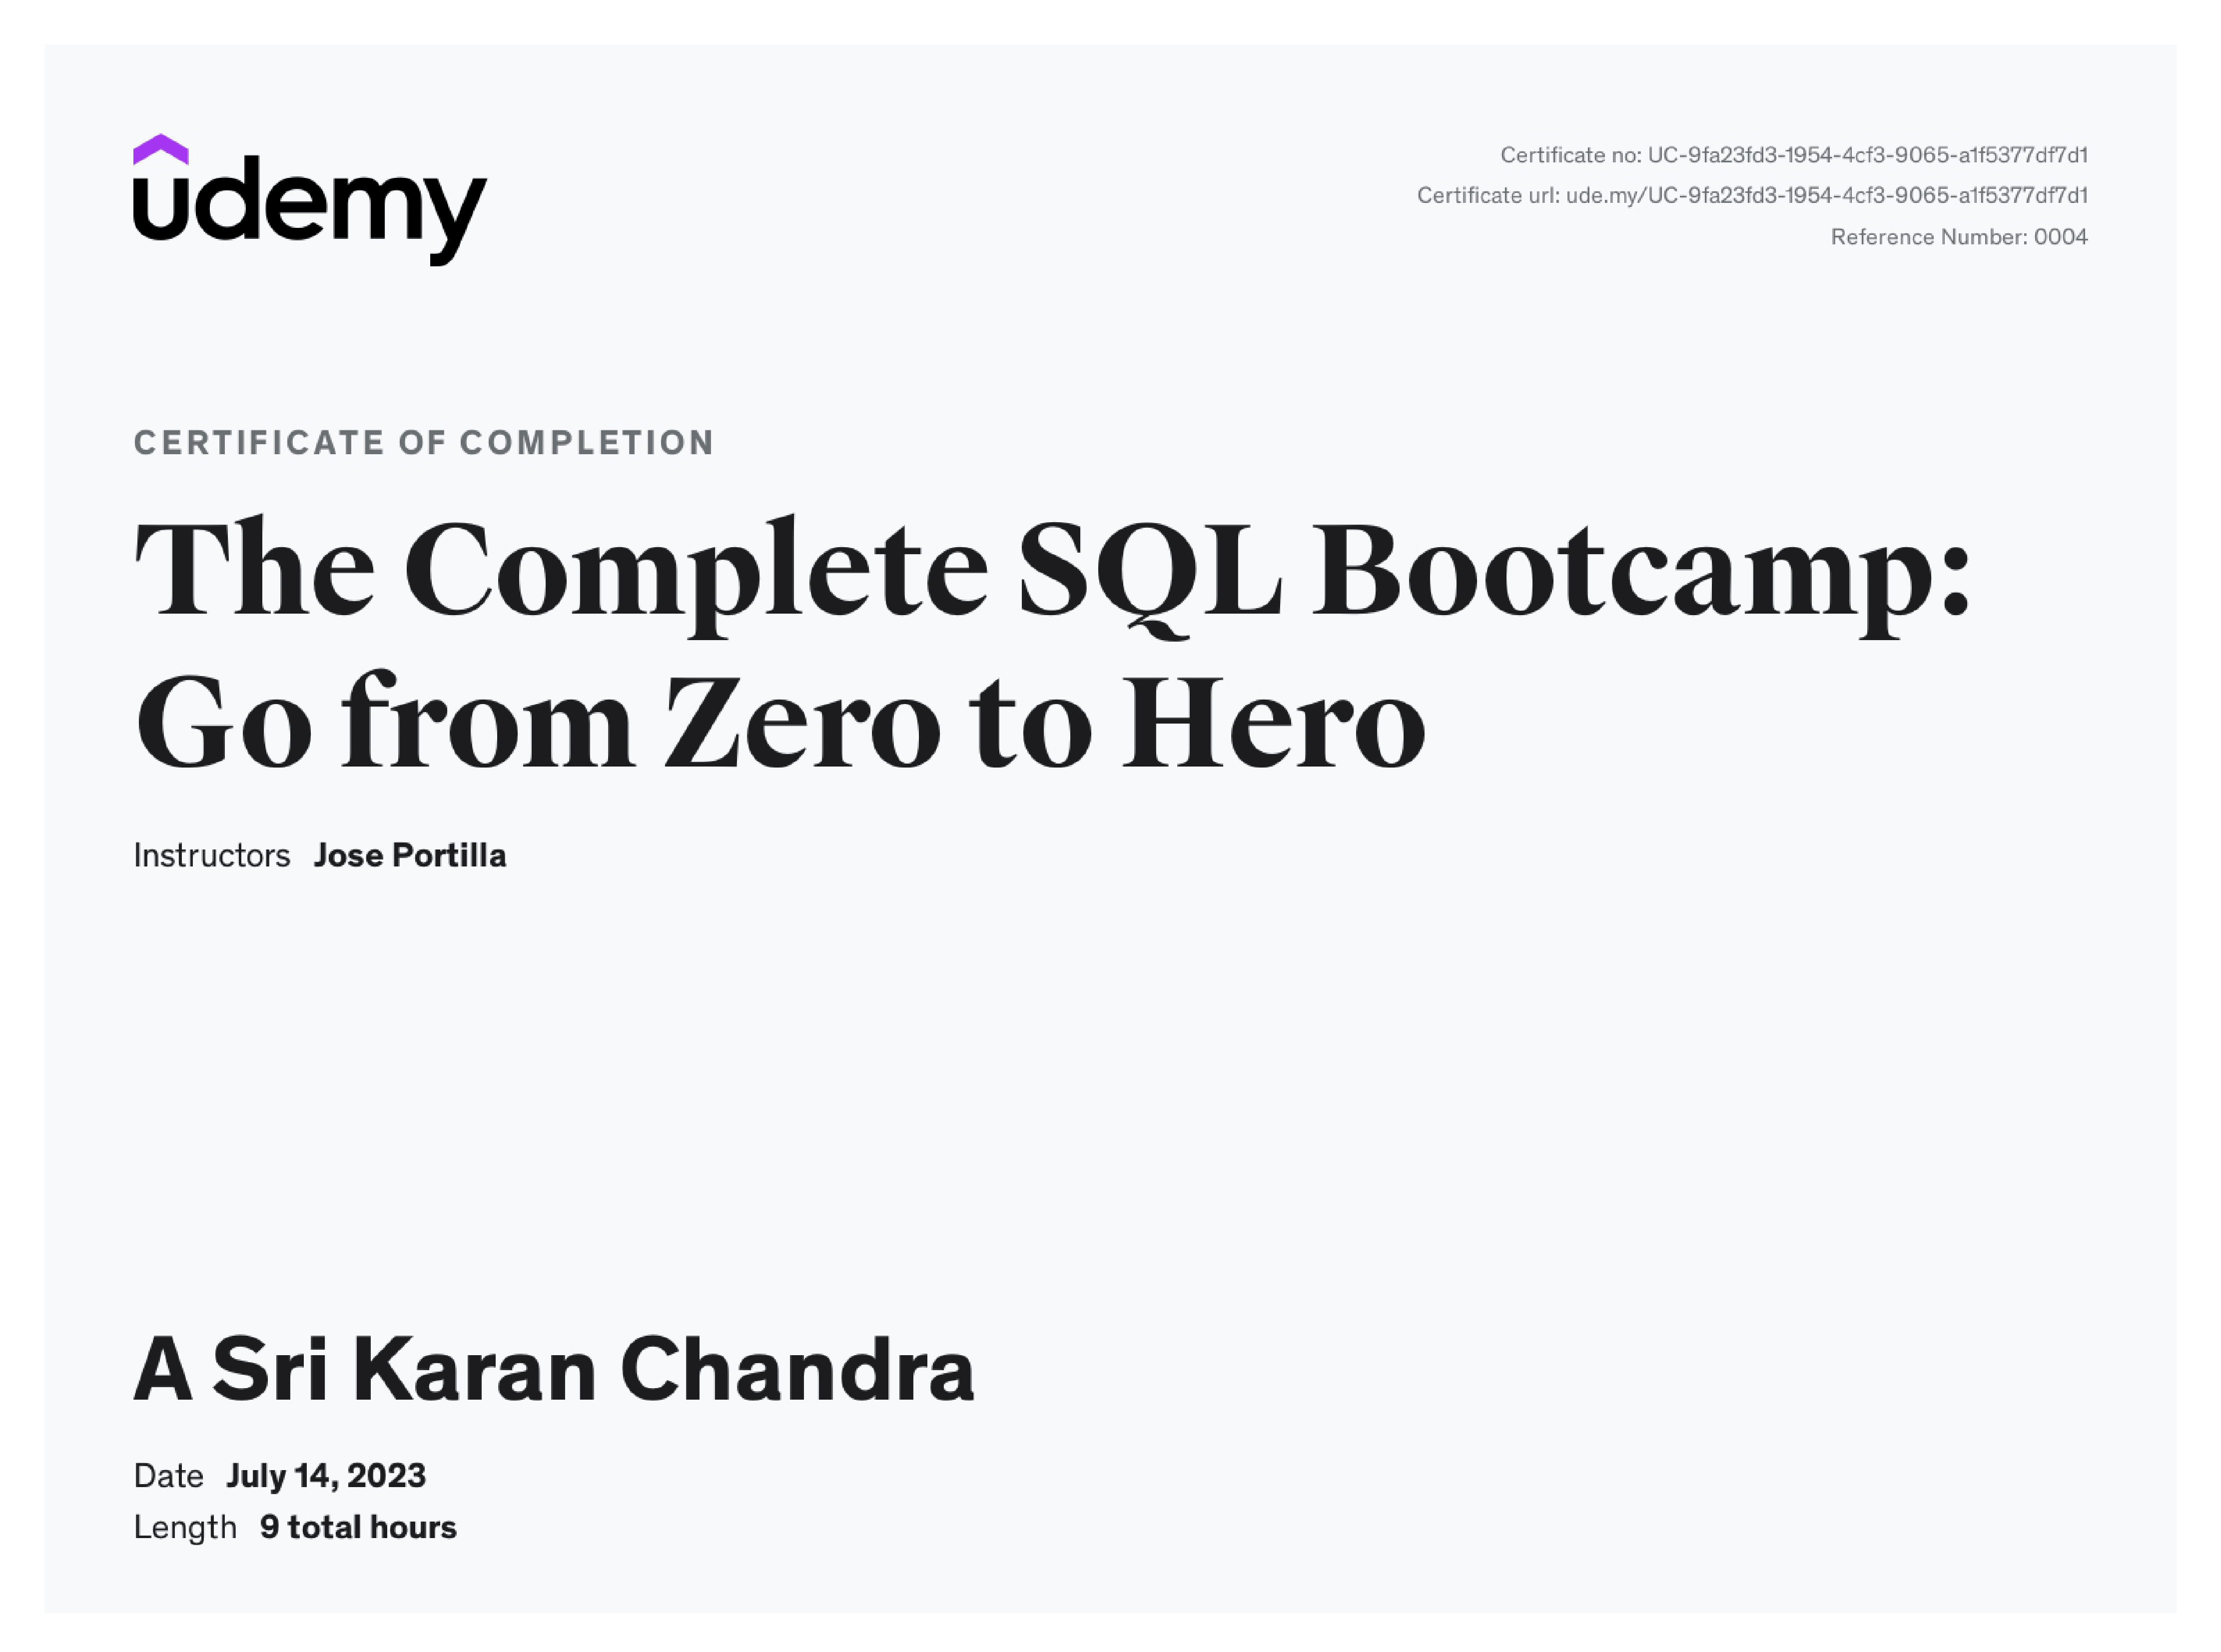 udemy
Certificate no: UC-9fa23fd3-1954-4cf3-9065-a1f5377df7d1
Certificate url: ude.my/UC-9fa23fd3-1954-4cf3-9065-a1f5377df7d1
Reference Number: 0004
CERTIFICATE OF COMPLETION
The Complete SQL Bootcamp:
Go from Zero to Hero
Instructors Jose Portilla
A Sri Karan Chandra
Date July 14, 2023
Length 9 total hours